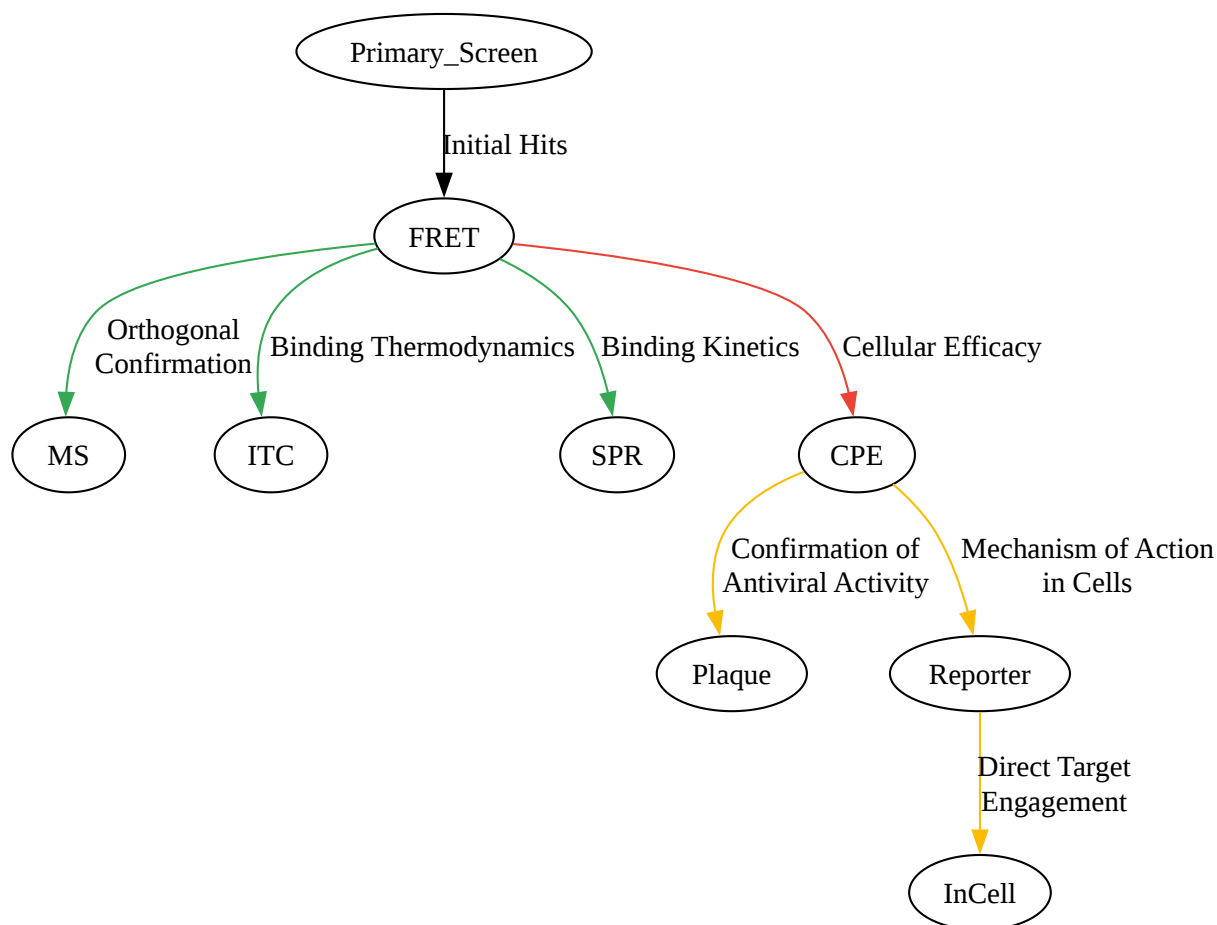 Primary_Screen
Initial Hits
FRET
Orthogonal
Confirmation
Binding Thermodynamics
Binding Kinetics
Cellular Efficacy
MS
ITC
SPR
CPE
Confirmation of
Antiviral Activity
Mechanism of Action
in Cells
Plaque
Reporter
Direct Target
Engagement
InCell